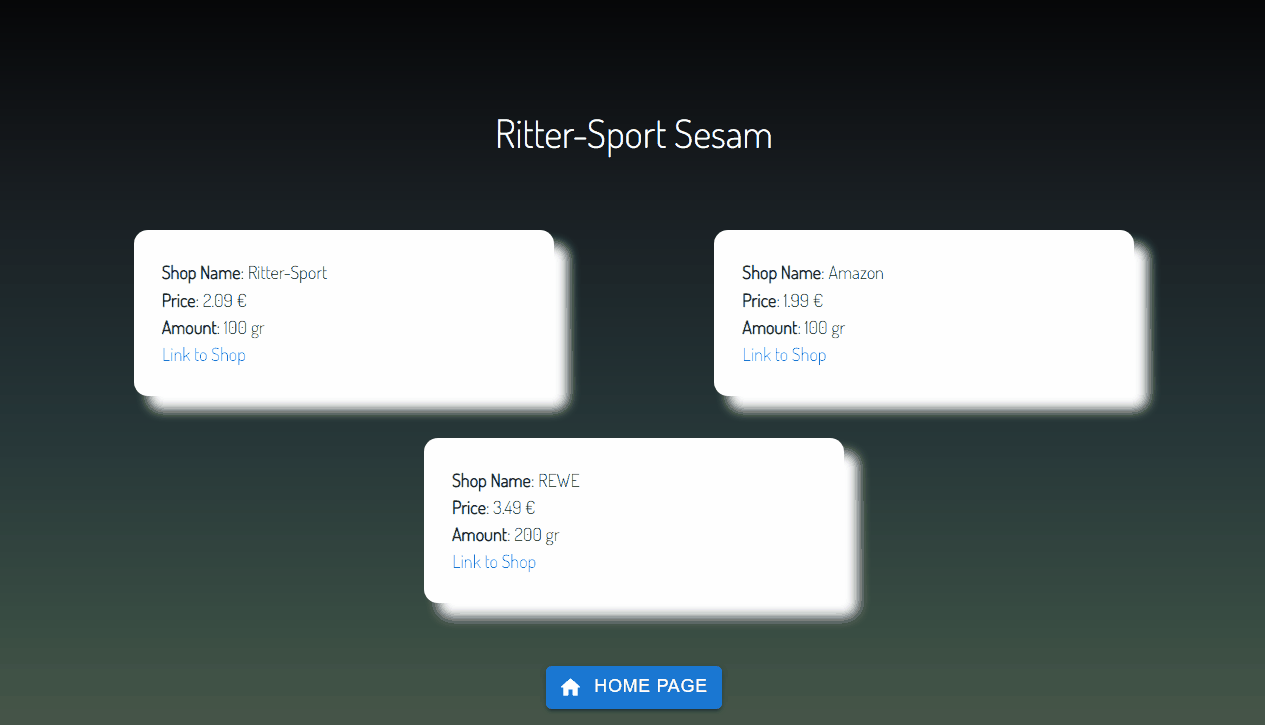 Ritter-Sport Sesam
Shop Name: Ritter-Sport
Price: 2.09 €
Amount: 100 gr
Link to Shop
Shop Name: Amazon
Price: 1.99 €
Amount: 100 gr
Link to Shop
Shop Name: REWE
Price: 3.49 €
Amount: 200 gr
Link to Shop
HOME PAGE